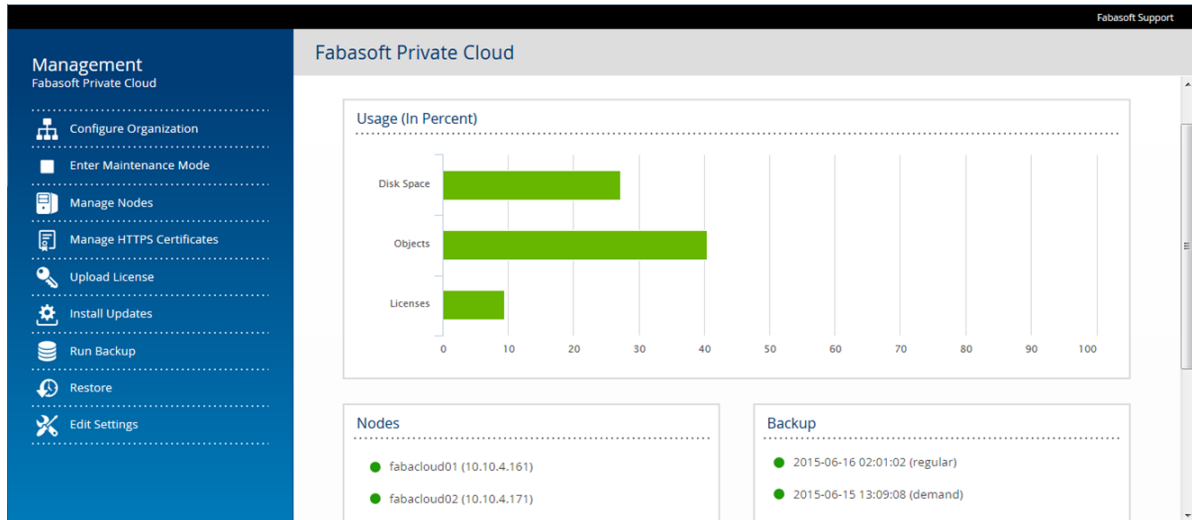 Fabasoft Support
Management
Fabasoft Private Cloud
Configure Organization
Enter Maintenance Mode
Manage Nodes
Manage HTTPS Certificates
Upload License
Install Updates
Run Backup
Restore
Edit Settings
Fabasoft Private Cloud
Usage (In Percent)
Disk Space
Objects
Licenses
0 10 20 30 40 50 60 70 80 90 100
Nodes
fabacloud01 (10.10.4.161)
fabacloud02 (10.10.4.171)
Backup
2015-06-16 02:01:02 (regular)
2015-06-15 13:09:08 (demand)